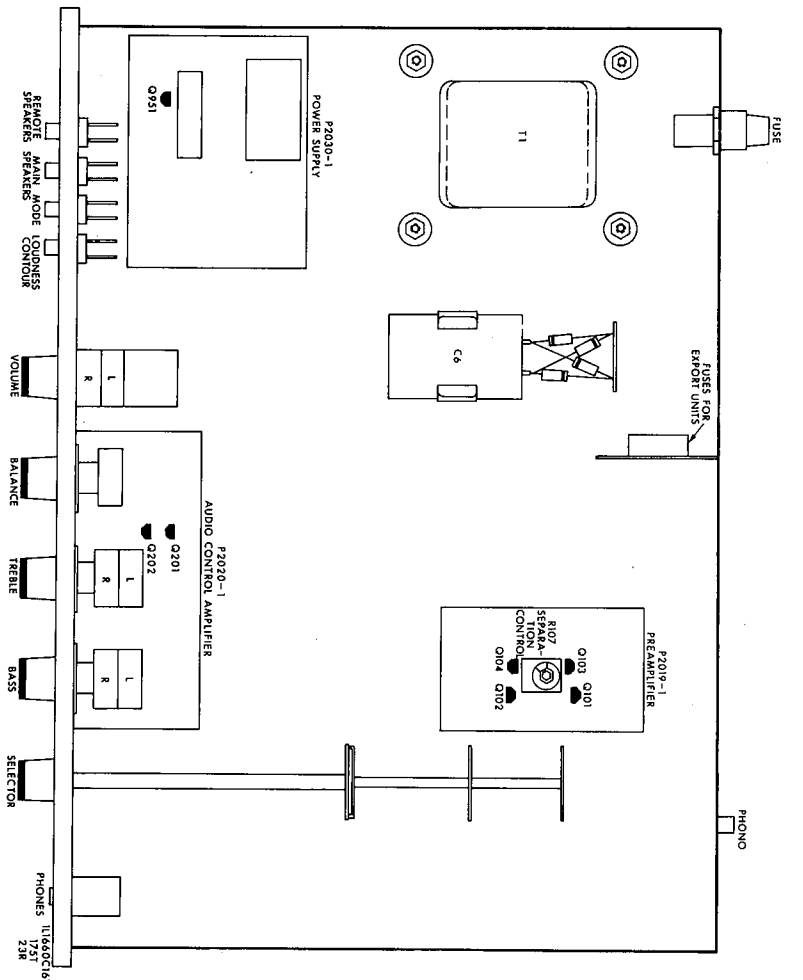 FUSE
T1
P2030-1
POWER SUPPLY
Q951
REMOTE
SPEAKERS
MAIN
SPEAKERS
MODE
LOUDNESS
CONTOUR
C6
FUSES FOR
EXPORT UNITS
L
R
VOLUME
BALANCE
P2020-1
AUDIO CONTROL AMPLIFIER
Q201
Q202
L
R
TREBLE
L
R
BASS
P2019-1
PREAMPLIFIER
R107
SEPARA-
TION
CONTROL
Q103
Q104
Q101
Q102
SELECTOR
PHONO
PHONES
1L1660C16
175T
23R